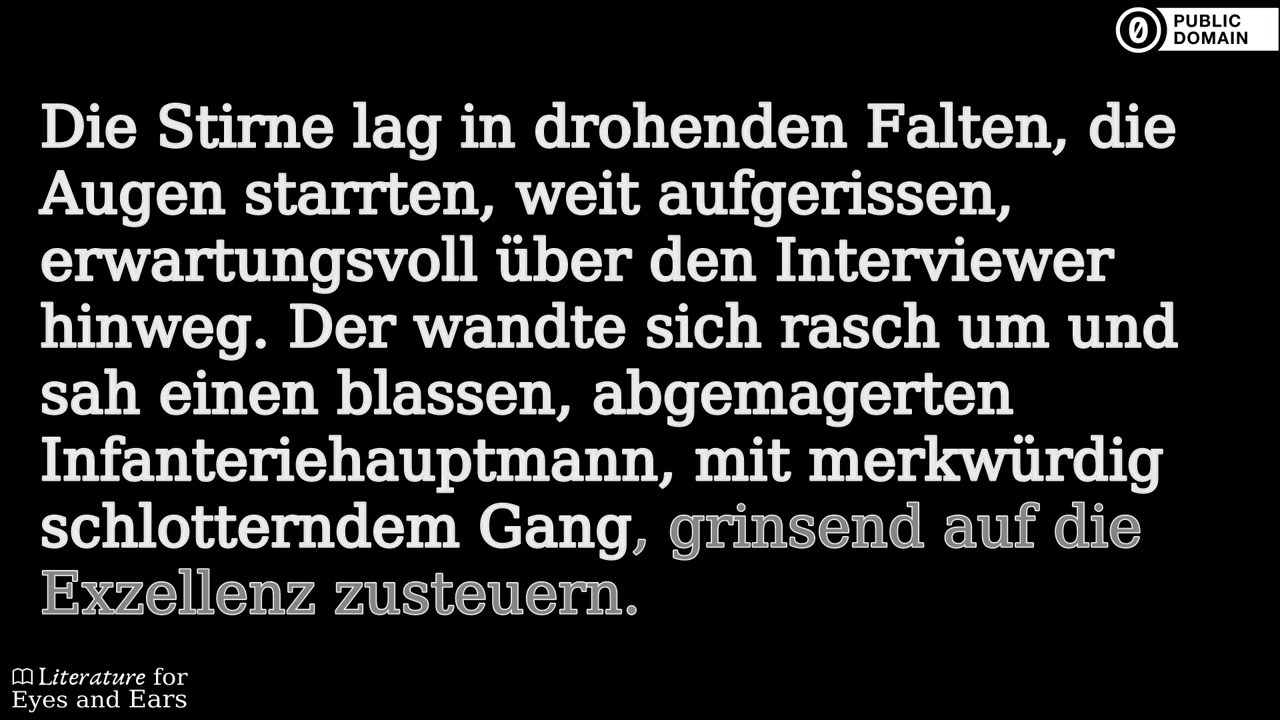 PUBLIC
DOMAIN
Die Stirne lag in drohenden Falten, die
Augen starrten, weit aufgerissen,
erwartungsvoll über den Interviewer
hinweg. Der wandte sich rasch um und
sah einen blassen, abgemagerten
Infanteriehauptmann, mit merkwürdig
schlotterndem Gang, grinsend auf die
Exzellenz zusteuern.
Literature for
Eyes and Ears